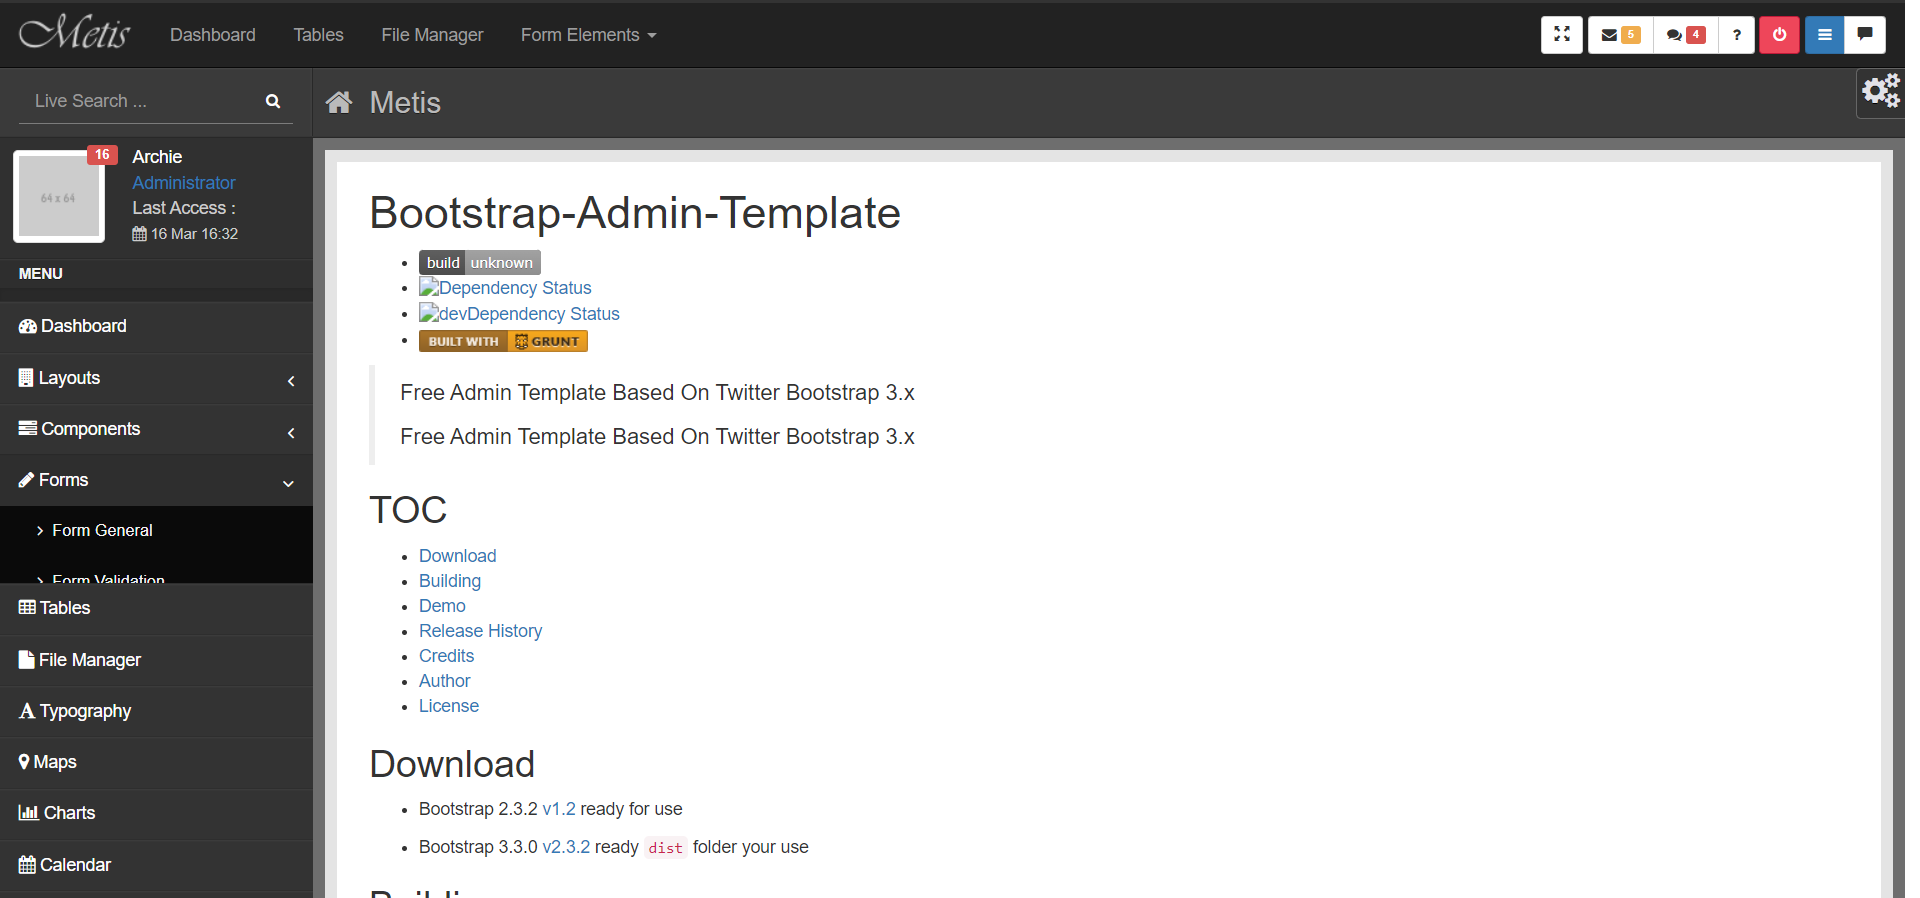 Metis
Dashboard
Tables
File Manager
Form Elements
5
4
?
Live Search ...
Metis
16
64 x 64
Archie
Administrator
Last Access :
16 Mar 16:32
MENU
Dashboard
Layouts
Components
Forms
Form General
Form Validation
Tables
File Manager
Typography
Maps
Charts
Calendar
Bootstrap-Admin-Template
build unknown
Dependency Status
devDependency Status
BUILT WITH GRUNT
Free Admin Template Based On Twitter Bootstrap 3.x
Free Admin Template Based On Twitter Bootstrap 3.x
TOC
Download
Building
Demo
Release History
Credits
Author
License
Download
Bootstrap 2.3.2 v1.2 ready for use
Bootstrap 3.3.0 v2.3.2 ready dist folder your use